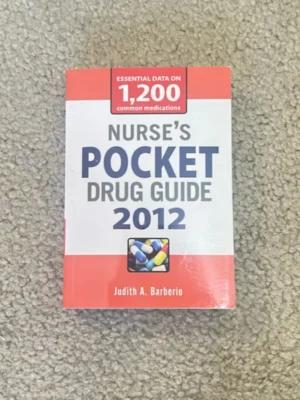 ESSENTIAL DATA ON
1,200
common medications
NURSE'S
POCKET
DRUG GUIDE
2012
Judith A. Barberio